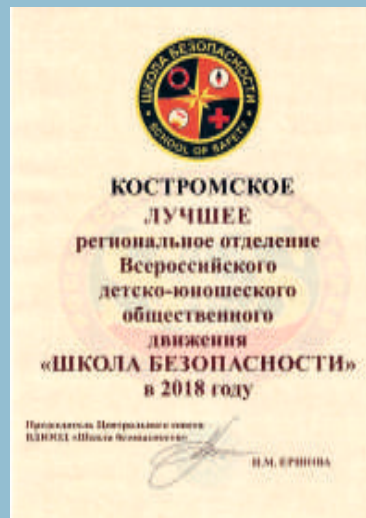 ШКОЛА БЕЗОПАСНОСТИ
SCHOOL OF SAFETY
КОСТРОМСКОЕ
ЛУЧШЕЕ
региональное отделение
Всероссийского
детско-юношеского
общественного
движения
«ШКОЛА БЕЗОПАСНОСТИ»
в 2018 году
Председатель Центрального совета
ВДЮОД «Школа безопасности»
И.М. ЕРШОВА